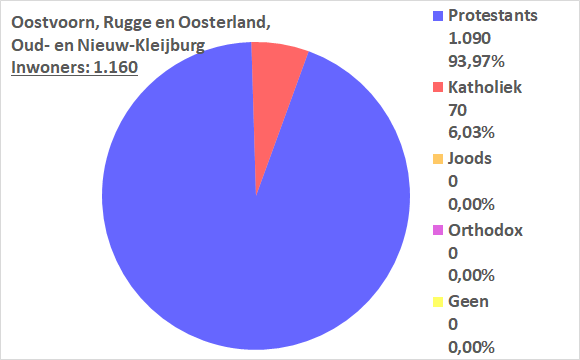 Oostvoorn, Rugge en Oosterland,
Oud- en Nieuw-Kleijburg
Inwoners: 1.160
Protestants
1.090
93,97%
Katholiek
70
6,03%
Joods
0
0,00%
Orthodox
0
0,00%
Geen
0
0,00%